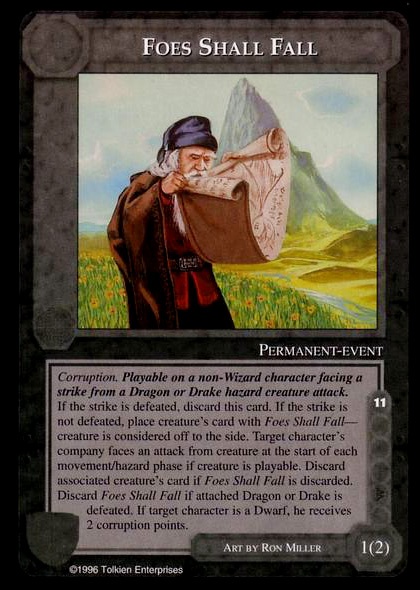 FOES SHALL FALL
PERMANENT-EVENT
Corruption. Playable on a non-Wizard character facing a
strike from a Dragon or Drake hazard creature attack.
If the strike is defeated, discard this card. If the strike is
not defeated, place creature's card with Foes Shall Fall—
creature is considered off to the side. Target character's
company faces an attack from creature at the start of each
movement/hazard phase if creature is playable. Discard
associated creature's card if Foes Shall Fall is discarded.
Discard Foes Shall Fall if attached Dragon or Drake is
defeated. If target character is a Dwarf, he receives
2 corruption points.
11
ART BY RON MILLER
1(2)
©1996 Tolkien Enterprises